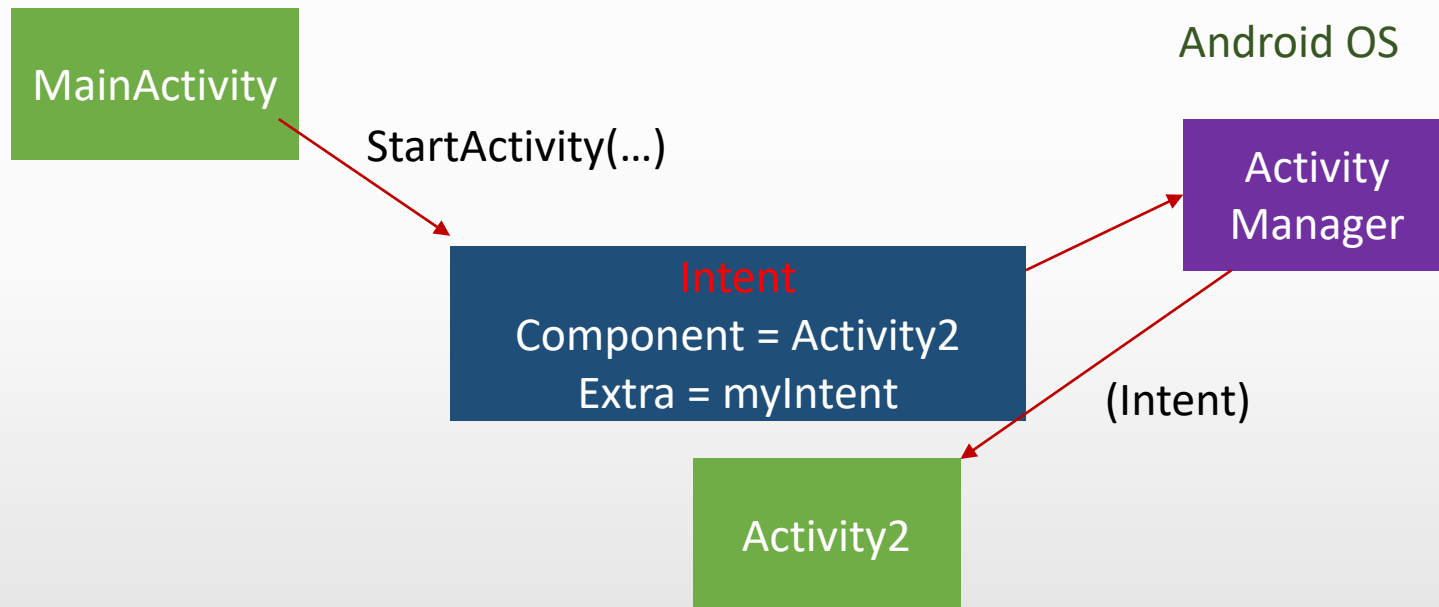 Android OS
MainActivity
StartActivity(…)
Activity
Manager
Intent
Component = Activity2
Extra = myIntent
(Intent)
Activity2